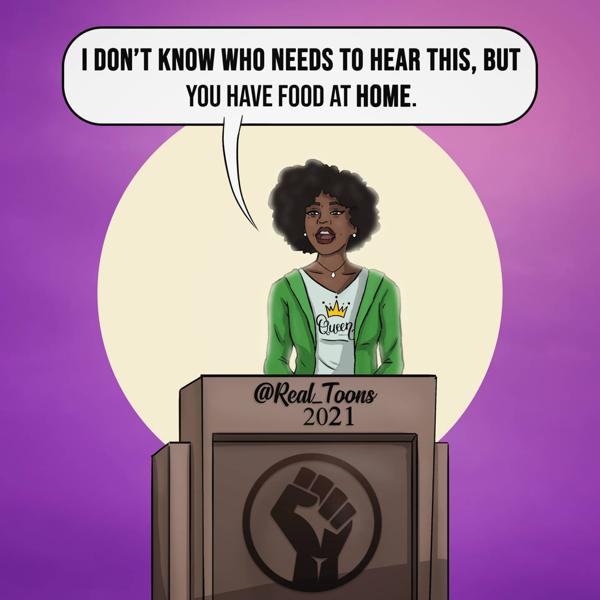 I DON'T KNOW WHO NEEDS TO HEAR THIS, BUT
YOU HAVE FOOD AT HOME.
Queen
@Real_Toons
2021